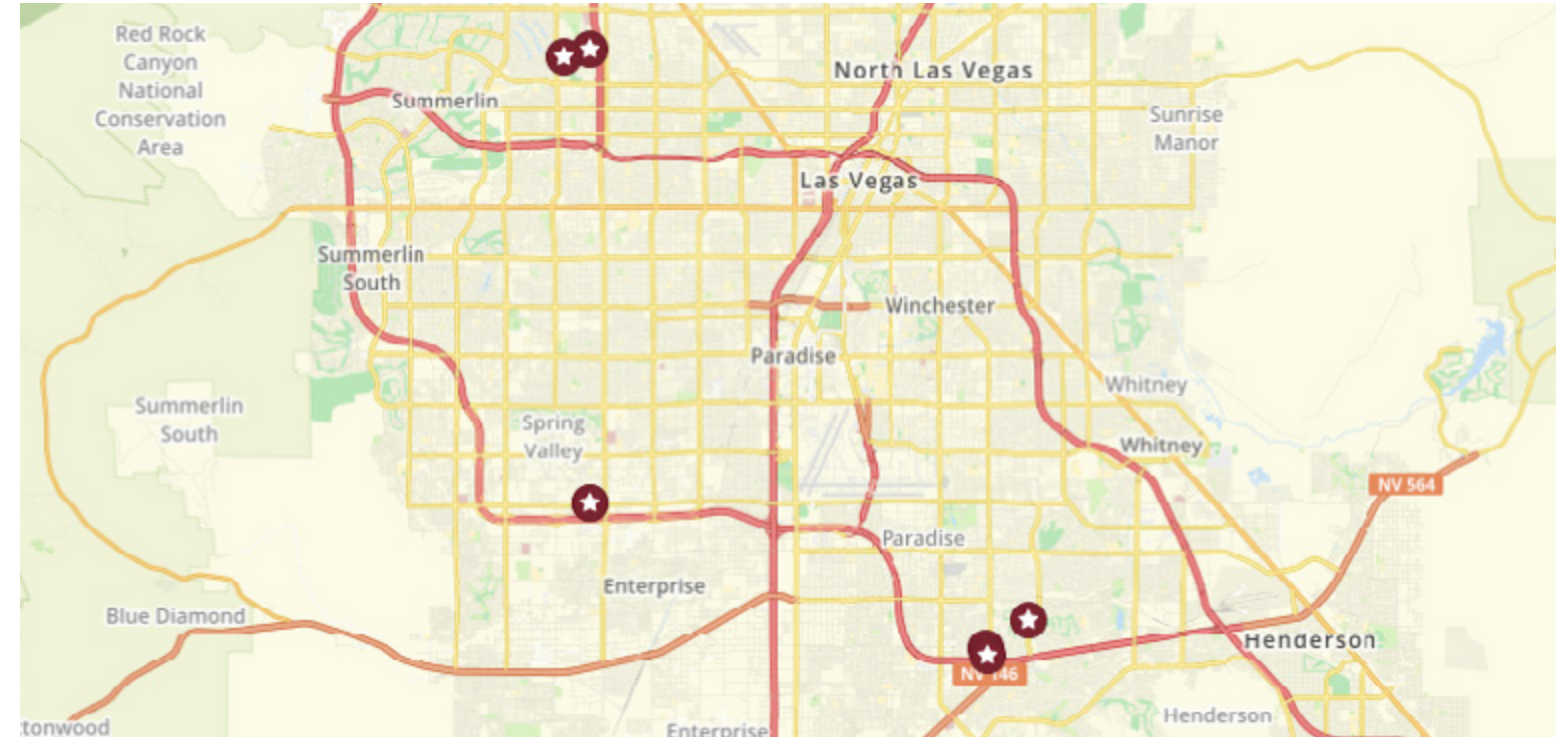 Red Rock
Canyon
National
Conservation
Area
North Las Vegas
Summerlin
Sunrise
Manor
Las Vegas
Summerlin
South
Winchester
Paradise
Whitney
Summerlin
South
Spring
Valley
Whitney
NV 564
Paradise
Enterprise
Blue Diamond
Henderson
NV 146
Henderson
ttonwood
Enterprise